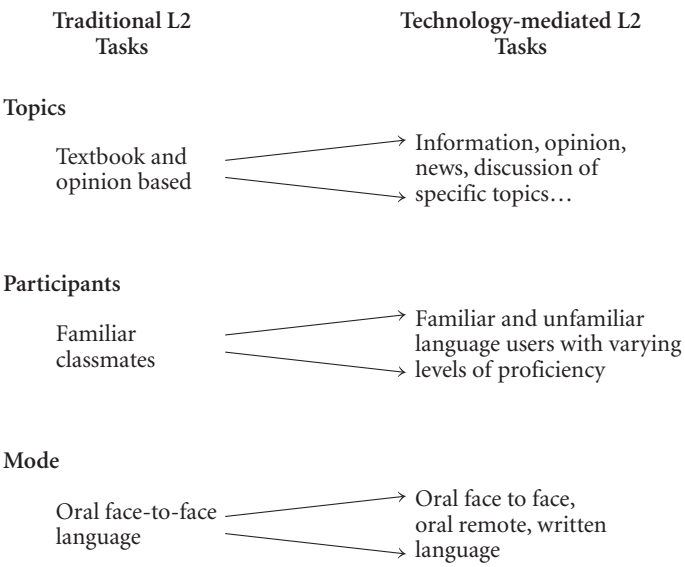 Traditional L2
Tasks
Technology-mediated L2
Tasks
Topics
Textbook and
opinion based
Information, opinion,
news, discussion of
specific topics…
Participants
Familiar
classmates
Familiar and unfamiliar
language users with varying
levels of proficiency
Mode
Oral face-to-face
language
Oral face to face,
oral remote, written
language